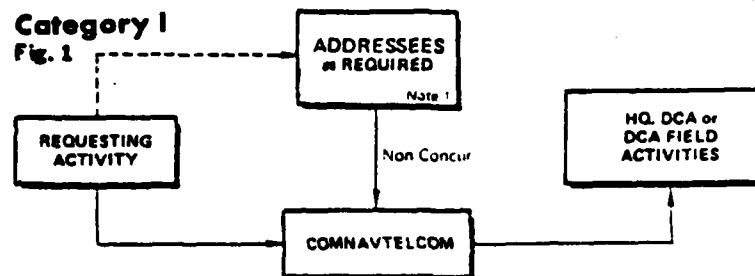 Category I
Fig. 1
ADDRESSEES
as REQUIRED
Note 1
REQUESTING
ACTIVITY
Non Concur
HQ. DCA or
DCA FIELD
ACTIVITIES
COMNAVTELCOM